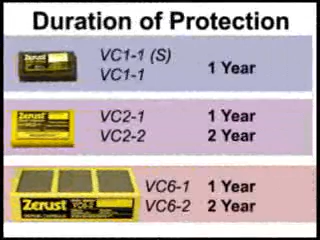 Duration of Protection
Zerust
VC1-1 (S)
VC1-1
1 Year
Zerust
VC2-1
VC2-2
1 Year
2 Year
Zerust
VC6-1
VC6-2
1 Year
2 Year